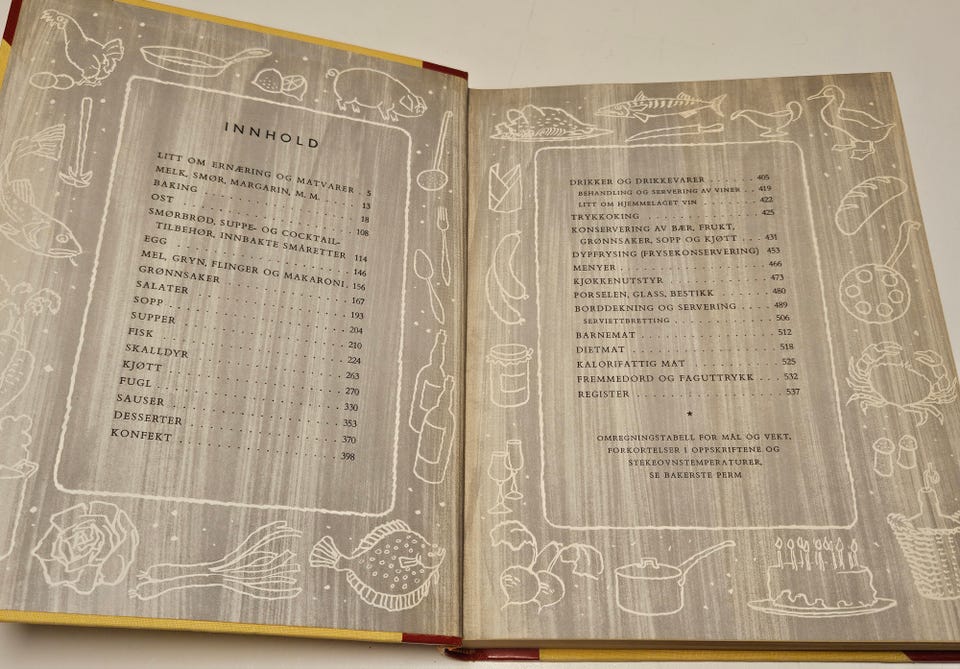 INNHOLD
LITT OM ERNÆRING OG MATVARER . 5
MELK, SMØR, MARGARIN, M. M. 13
BAKING . . . . . . . . . . 18
OST . . . . . . . . . . 108
SMØRBRØD, SUPPE- OG COCKTAIL-
TILBEHØR, INNBAKTE SMÅRETTER 114
EGG . . . . . . . . . . 146
MEL, GRYN, FLINGER OG MAKARONI . 156
GRØNNSAKER . . . . . . . . 167
SALATER . . . . . . . . . . 193
SOPP . . . . . . . . . . 204
SUPPER . . . . . . . . . . 210
FISK . . . . . . . . . . 224
SKALLDYR . . . . . . . . . . 263
KJØTT . . . . . . . . . . 270
FUGL . . . . . . . . . . 330
SAUSER . . . . . . . . . . 353
DESSERTER . . . . . . . . . . 370
KONFEKT . . . . . . . . . . 398
DRIKKER OG DRIKKEVARER . . . . 405
BEHANDLING OG SERVERING AV VINER . . 419
LITT OM HJEMMELAGET VIN . . . . 422
TRYKKOKING . . . . . . . . 425
KONSERVERING AV BÆR, FRUKT,
GRØNNSAKER, SOPP OG KJØTT . . 431
DYPFRYSING (FRYSEKONSERVERING) 453
MENYER . . . . . . . . . . 466
KJØKKENUTSTYR . . . . . . . . 473
PORSELEN, GLASS, BESTIKK . . . . 480
BORDDEKNING OG SERVERING . . . . 489
SERVIETTBRETTING . . . . . . . . 506
BARNEMAT . . . . . . . . . . 512
DIETMAT . . . . . . . . . . 518
KALORIFATTIG MAT . . . . . . 525
FREMMEDORD OG FAGUTTRYKK . . . 532
REGISTER . . . . . . . . . . 537
★
OMREGNINGSTABELL FOR MÅL OG VEKT,
FORKORTELSER I OPPSKRIFTENE OG
STEKEOVNSTEMPERATURER,
SE BAKERSTE PERM